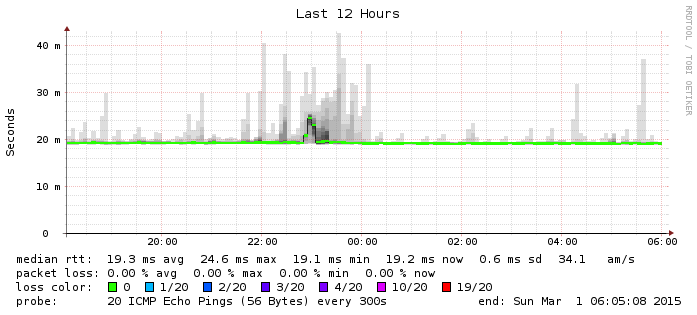 Last 12 Hours
RRDTOOL / TOBI OETIKER
Seconds
40 m
30 m
20 m
10 m
0
20:00 22:00 00:00 02:00 04:00 06:00
median rtt: 19.3 ms avg 24.6 ms max 19.1 ms min 19.2 ms now 0.6 ms sd 34.1 am/s
packet loss: 0.00 % avg 0.00 % max 0.00 % min 0.00 % now
loss color: 0 1/20 2/20 3/20 4/20 10/20 19/20
probe: 20 ICMP Echo Pings (56 Bytes) every 300s end: Sun Mar 1 06:05:08 2015